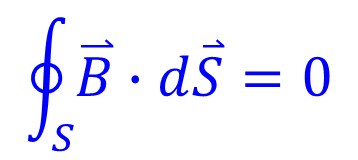 ∮_S B⃗ · dS⃗ = 0